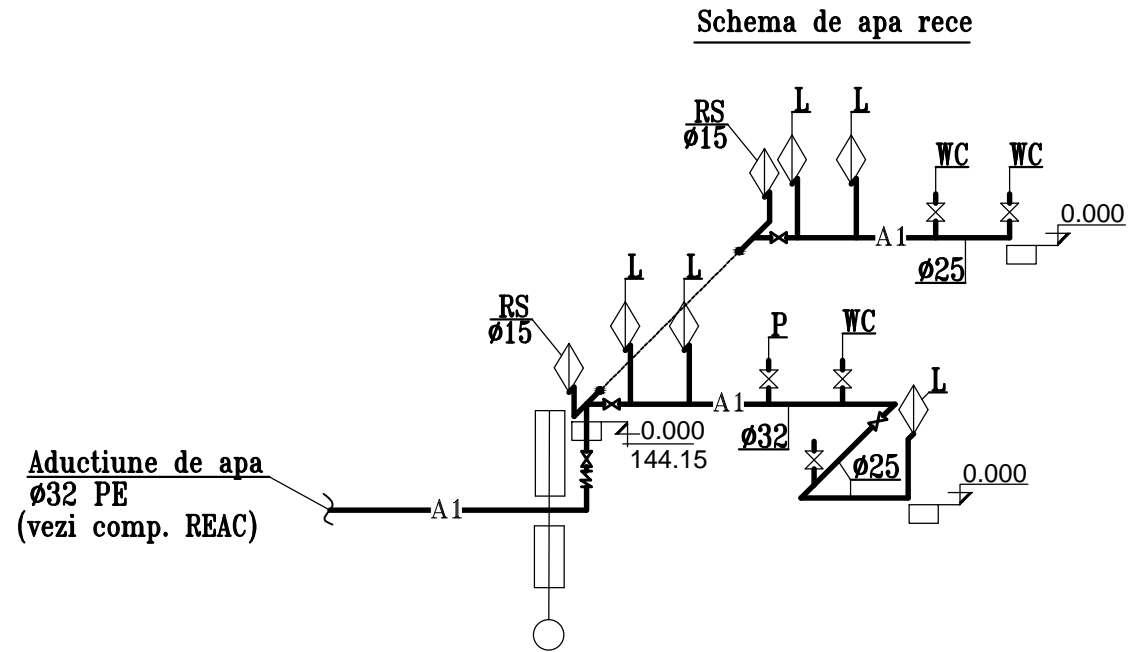 Schema de apa rece
RS
ø15
L
L
WC
WC
0.000
A1
ø25
RS
ø15
L
L
P
WC
L
A1
ø32
0.000
144.15
ø25
0.000
Aductiune de apa
ø32 PE
(vezi comp. REAC)
A1